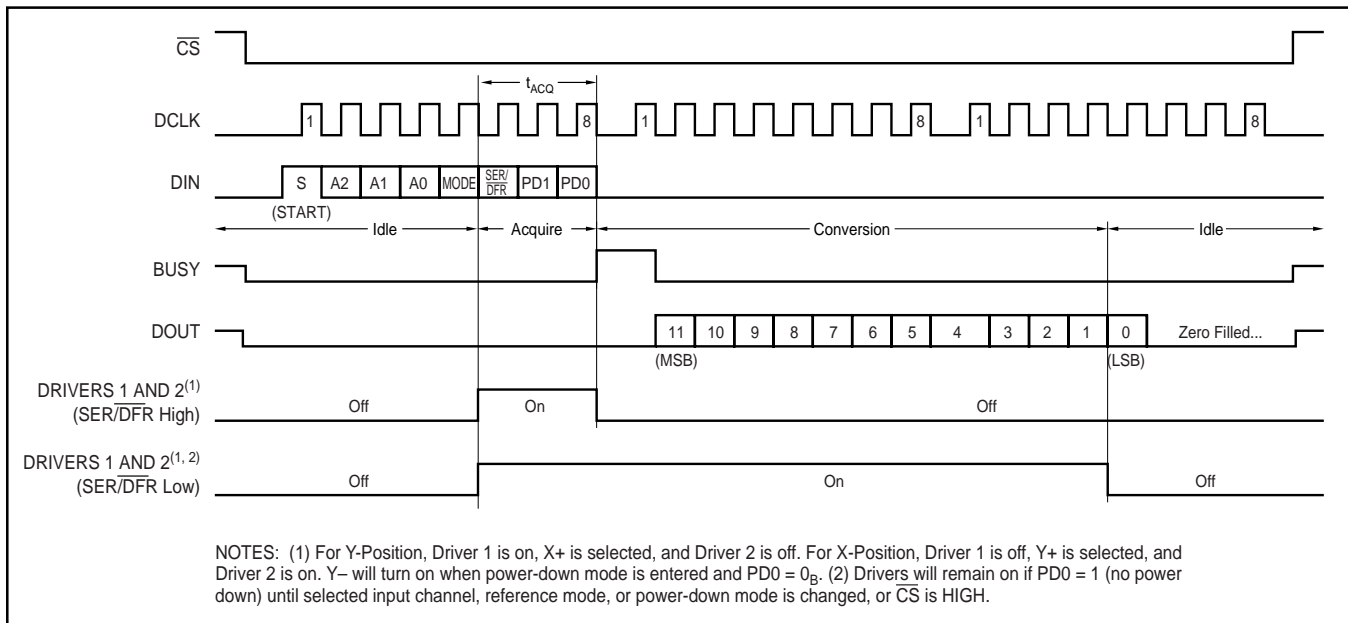 CS
tACQ
DCLK 1 8 1 8 1 8
DIN S A2 A1 A0 MODE SER/DFR PD1 PD0
(START)
Idle Acquire Conversion Idle
BUSY
DOUT 11 10 9 8 7 6 5 4 3 2 1 0 Zero Filled...
(MSB) (LSB)
DRIVERS 1 AND 2(1)
(SER/DFR High)
Off On Off
DRIVERS 1 AND 2(1, 2)
(SER/DFR Low)
Off On Off
NOTES: (1) For Y-Position, Driver 1 is on, X+ is selected, and Driver 2 is off. For X-Position, Driver 1 is off, Y+ is selected, and
Driver 2 is on. Y– will turn on when power-down mode is entered and PD0 = 0B. (2) Drivers will remain on if PD0 = 1 (no power
down) until selected input channel, reference mode, or power-down mode is changed, or CS is HIGH.